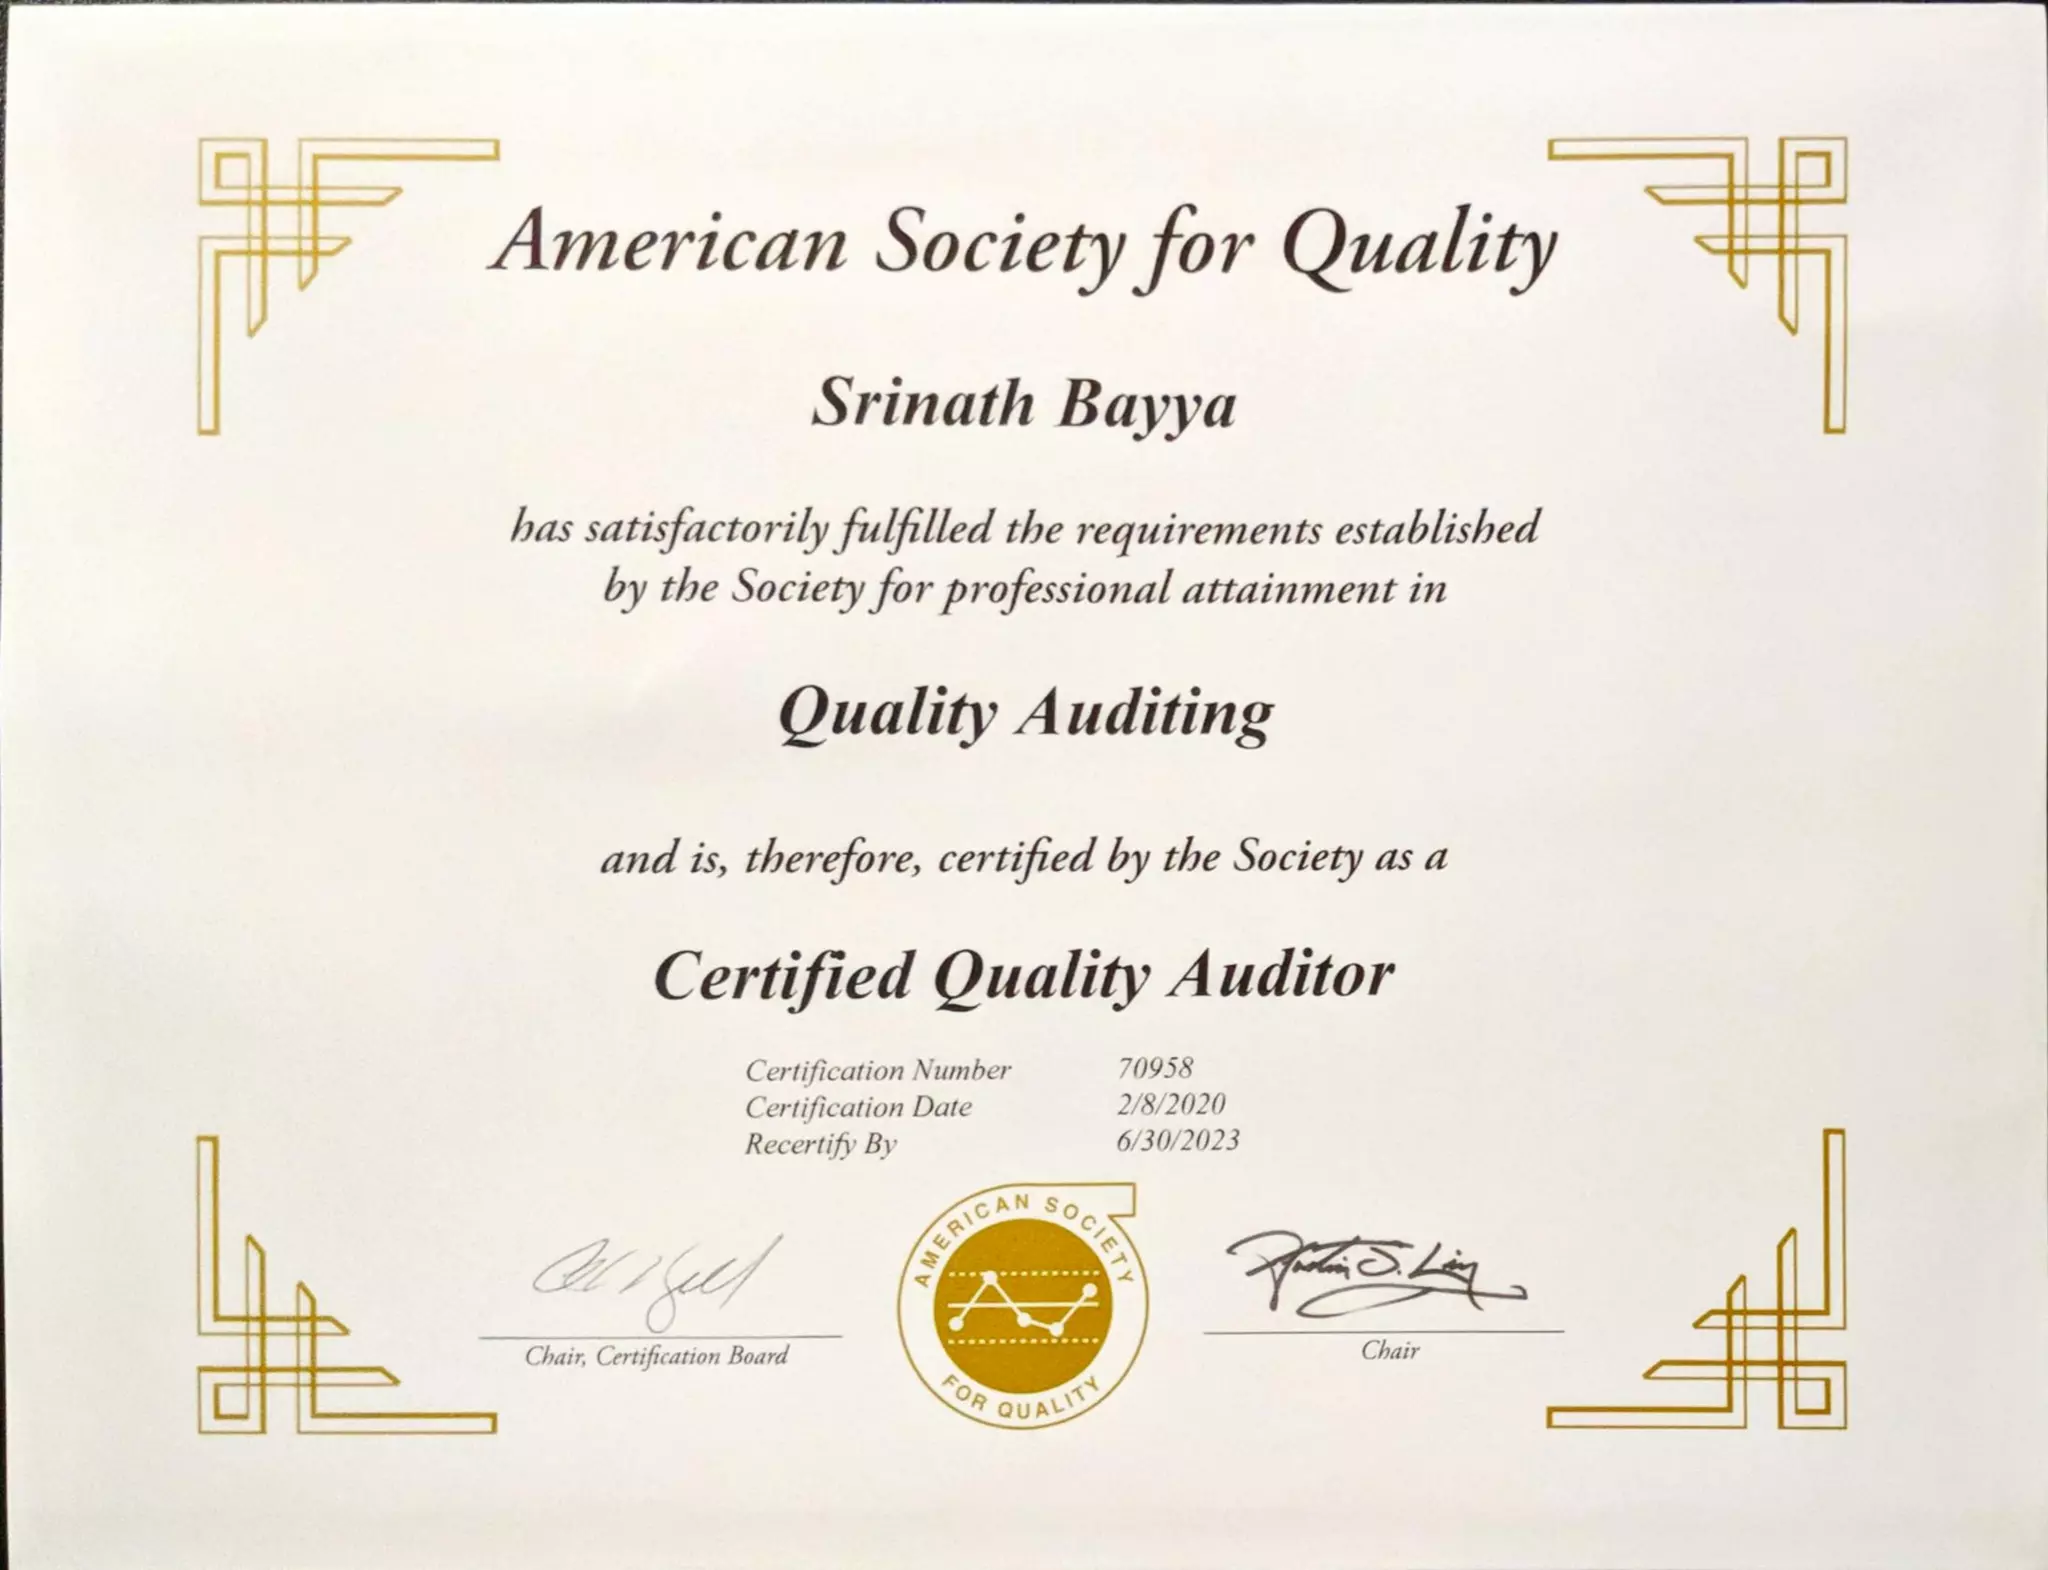 American Society for Quality
Srinath Bayya
has satisfactorily fulfilled the requirements established
by the Society for professional attainment in
Quality Auditing
and is, therefore, certified by the Society as a
Certified Quality Auditor
Certification Number 70958
Certification Date 2/8/2020
Recertify By 6/30/2023
Chair, Certification Board
AMERICAN SOCIETY
FOR QUALITY
Chair